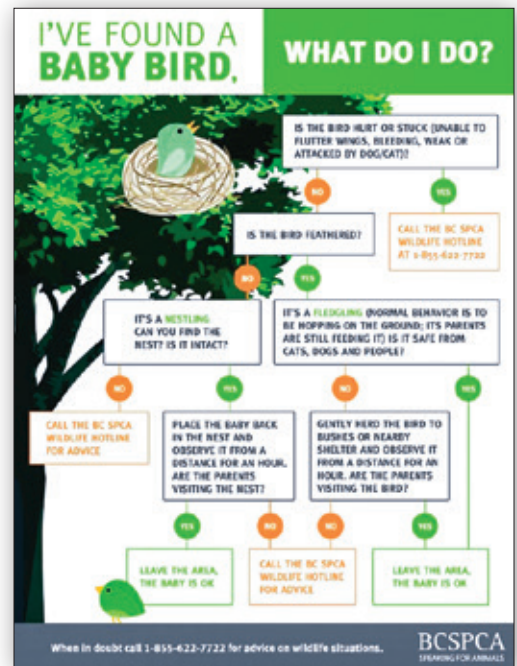 I'VE FOUND A
BABY BIRD,
WHAT DO I DO?
IS THE BIRD HURT OR STUCK (UNABLE TO
FLUTTER WINGS, BLEEDING, WEAK OR
ATTACKED BY DOG/CAT)?
NO
YES
IS THE BIRD FEATHERED?
CALL THE BC SPCA
WILDLIFE HOTLINE
AT 1-855-622-7722
NO
YES
IT'S A NESTLING
CAN YOU FIND THE
NEST? IS IT INTACT?
IT'S A FLEDGLING (NORMAL BEHAVIOR IS TO
BE HOPPING ON THE GROUND; ITS PARENTS
ARE STILL FEEDING IT) IS IT SAFE FROM
CATS, DOGS AND PEOPLE?
NO
YES
NO
YES
CALL THE BC SPCA
WILDLIFE HOTLINE
FOR ADVICE
PLACE THE BABY BACK
IN THE NEST AND
OBSERVE IT FROM A
DISTANCE FOR AN HOUR.
ARE THE PARENTS
VISITING THE NEST?
GENTLY HERD THE BIRD TO
BUSHES OR NEARBY
SHELTER AND OBSERVE IT
FROM A DISTANCE FOR AN
HOUR. ARE THE PARENTS
VISITING THE BIRD?
YES
NO
NO
YES
LEAVE THE AREA,
THE BABY IS OK
CALL THE BC SPCA
WILDLIFE HOTLINE
FOR ADVICE
LEAVE THE AREA,
THE BABY IS OK
When in doubt call 1-855-622-7722 for advice on wildlife situations.
BCSPCA
SPEAKING FOR ANIMALS